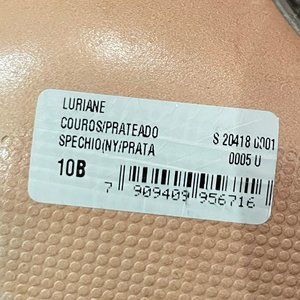 LURIANE
COUROS/PRATEADO S 20418 0001
SPECHIO(NY/PRATA 0005 U
10B
7 909409 956716